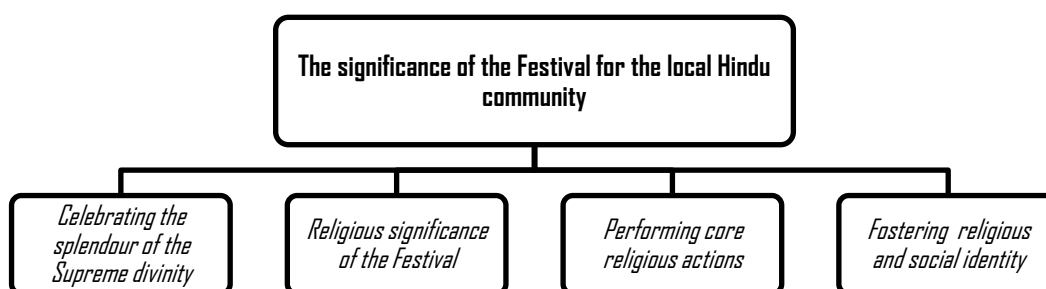 The significance of the Festival for the local Hindu
community
Celebrating the
splendour of the
Supreme divinity
Religious significance
of the Festival
Performing core
religious actions
Fostering religious
and social identity